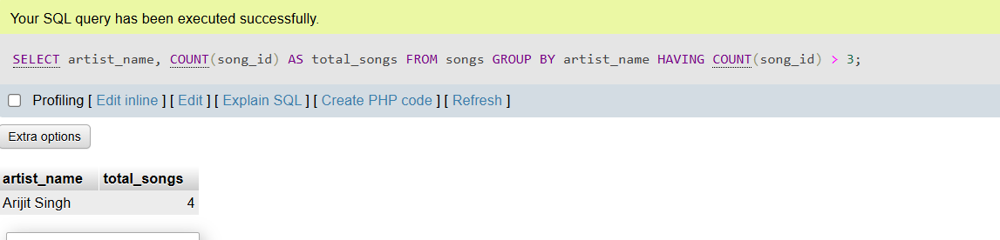 Your SQL query has been executed successfully.
SELECT artist_name, COUNT(song_id) AS total_songs FROM songs GROUP BY artist_name HAVING COUNT(song_id) > 3;
Profiling [ Edit inline ] [ Edit ] [ Explain SQL ] [ Create PHP code ] [ Refresh ]
Extra options
artist_name total_songs
Arijit Singh 4